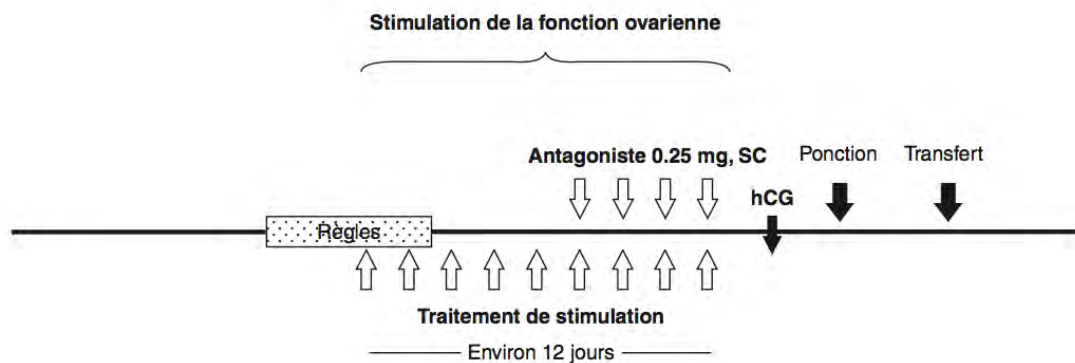 Stimulation de la fonction ovarienne
Antagoniste 0.25 mg, SC
Ponction
Transfert
hCG
Règles
Traitement de stimulation
Environ 12 jours